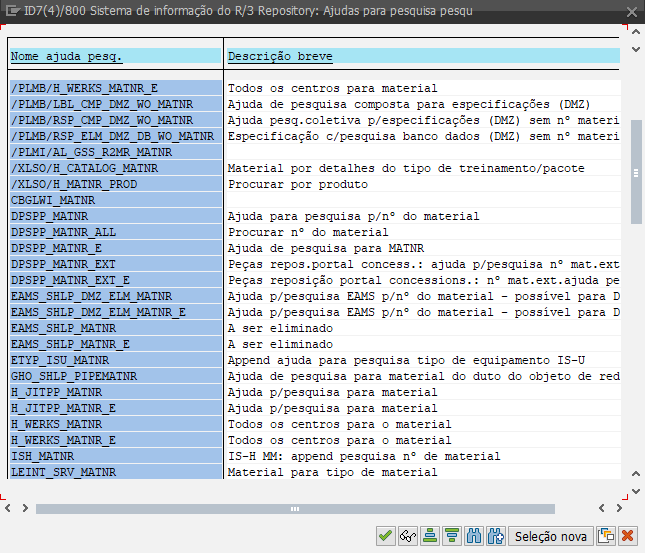 ID7(4)/800 Sistema de informação do R/3 Repository: Ajudas para pesquisa pesqu
Nome ajuda pesq. Descrição breve
/PLMB/H_WERKS_MATNR_E Todos os centros para material
/PLMB/LBL_CMP_DMZ_WO_MATNR Ajuda de pesquisa composta para especificações (DMZ)
/PLMB/RSP_CMP_DMZ_WO_MATNR Ajuda pesq.coletiva p/especificações (DMZ) sem nº materi
/PLMB/RSP_ELM_DMZ_DB_WO_MATNR Especificação c/pesquisa banco dados (DMZ) sem nº materi
/PLMI/AL_GSS_R2MR_MATNR
/XLSO/H_CATALOG_MATNR Material por detalhes do tipo de treinamento/pacote
/XLSO/H_MATNR_PROD Procurar por produto
CBGLWI_MATNR
DPSPP_MATNR Ajuda para pesquisa p/nº do material
DPSPP_MATNR_ALL Procurar nº do material
DPSPP_MATNR_E Ajuda de pesquisa para MATNR
DPSPP_MATNR_EXT Peças repos.portal concess.: ajuda p/pesquisa nº mat.ext
DPSPP_MATNR_EXT_E Peças reposição portal concessions.: nº mat.ext.ajuda pe
EAMS_SHLP_DMZ_ELM_MATNR Ajuda p/pesquisa EAMS p/nº do material - possível para D
EAMS_SHLP_DMZ_ELM_MATNR_E Ajuda p/pesquisa EAMS p/nº do material - possível para D
EAMS_SHLP_MATNR A ser eliminado
EAMS_SHLP_MATNR_E A ser eliminado
ETYP_ISU_MATNR Append ajuda para pesquisa tipo de equipamento IS-U
GHO_SHLP_PIPEMATNR Ajuda de pesquisa para material do duto do objeto de red
H_JITPP_MATNR Ajuda p/pesquisa para material
H_JITPP_MATNR_E Ajuda p/pesquisa para material
H_WERKS_MATNR Todos os centros para o material
H_WERKS_MATNR_E Todos os centros para o material
ISH_MATNR IS-H MM: append pesquisa nº de material
LEINT_SRV_MATNR Material para tipo de material
Seleção nova